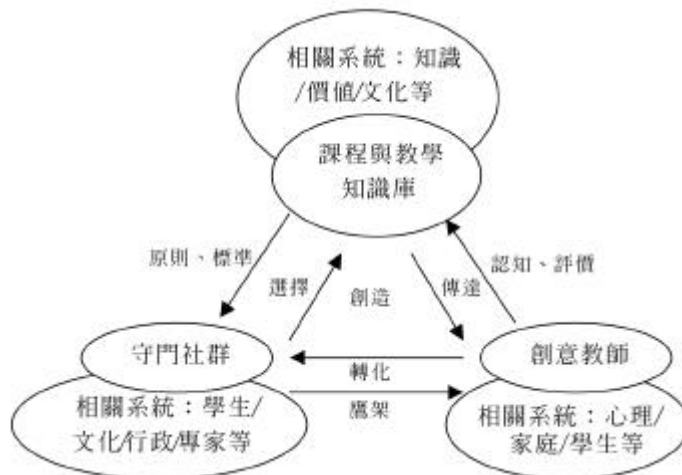 相關系統：知識
/價值/文化等
課程與教學
知識庫
原則、標準
選擇
創造
傳達
認知、評價
守門社群
轉化
創意教師
鷹架
相關系統：學生/
文化/行政/專家等
相關系統：心理/
家庭/學生等